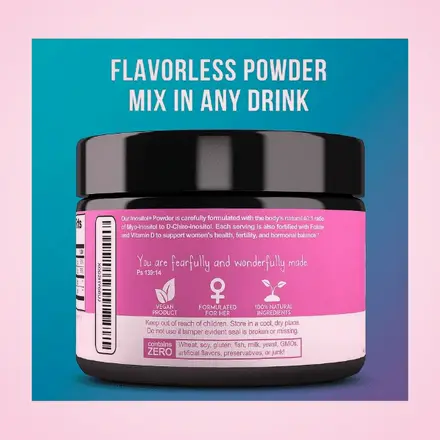 FLAVORLESS POWDER
MIX IN ANY DRINK
Our Inositol+ Powder is carefully formulated with the body's natural 40:1 ratio
of Myo-Inositol to D-Chiro-Inositol. Each serving is also fortified with Folate
and Vitamin D to support women's health, fertility, and hormonal balance*
You are fearfully and wonderfully made
Ps 139:14
VEGAN
PRODUCT
FORMULATED
FOR HER
100% NATURAL
INGREDIENTS
Keep out of reach of children. Store in a cool, dry place.
Do not use if tamper evident seal is broken or missing.
contains
ZERO
Wheat, soy, gluten, fish, milk, yeast, GMOs,
artificial flavors, preservatives, or junk!